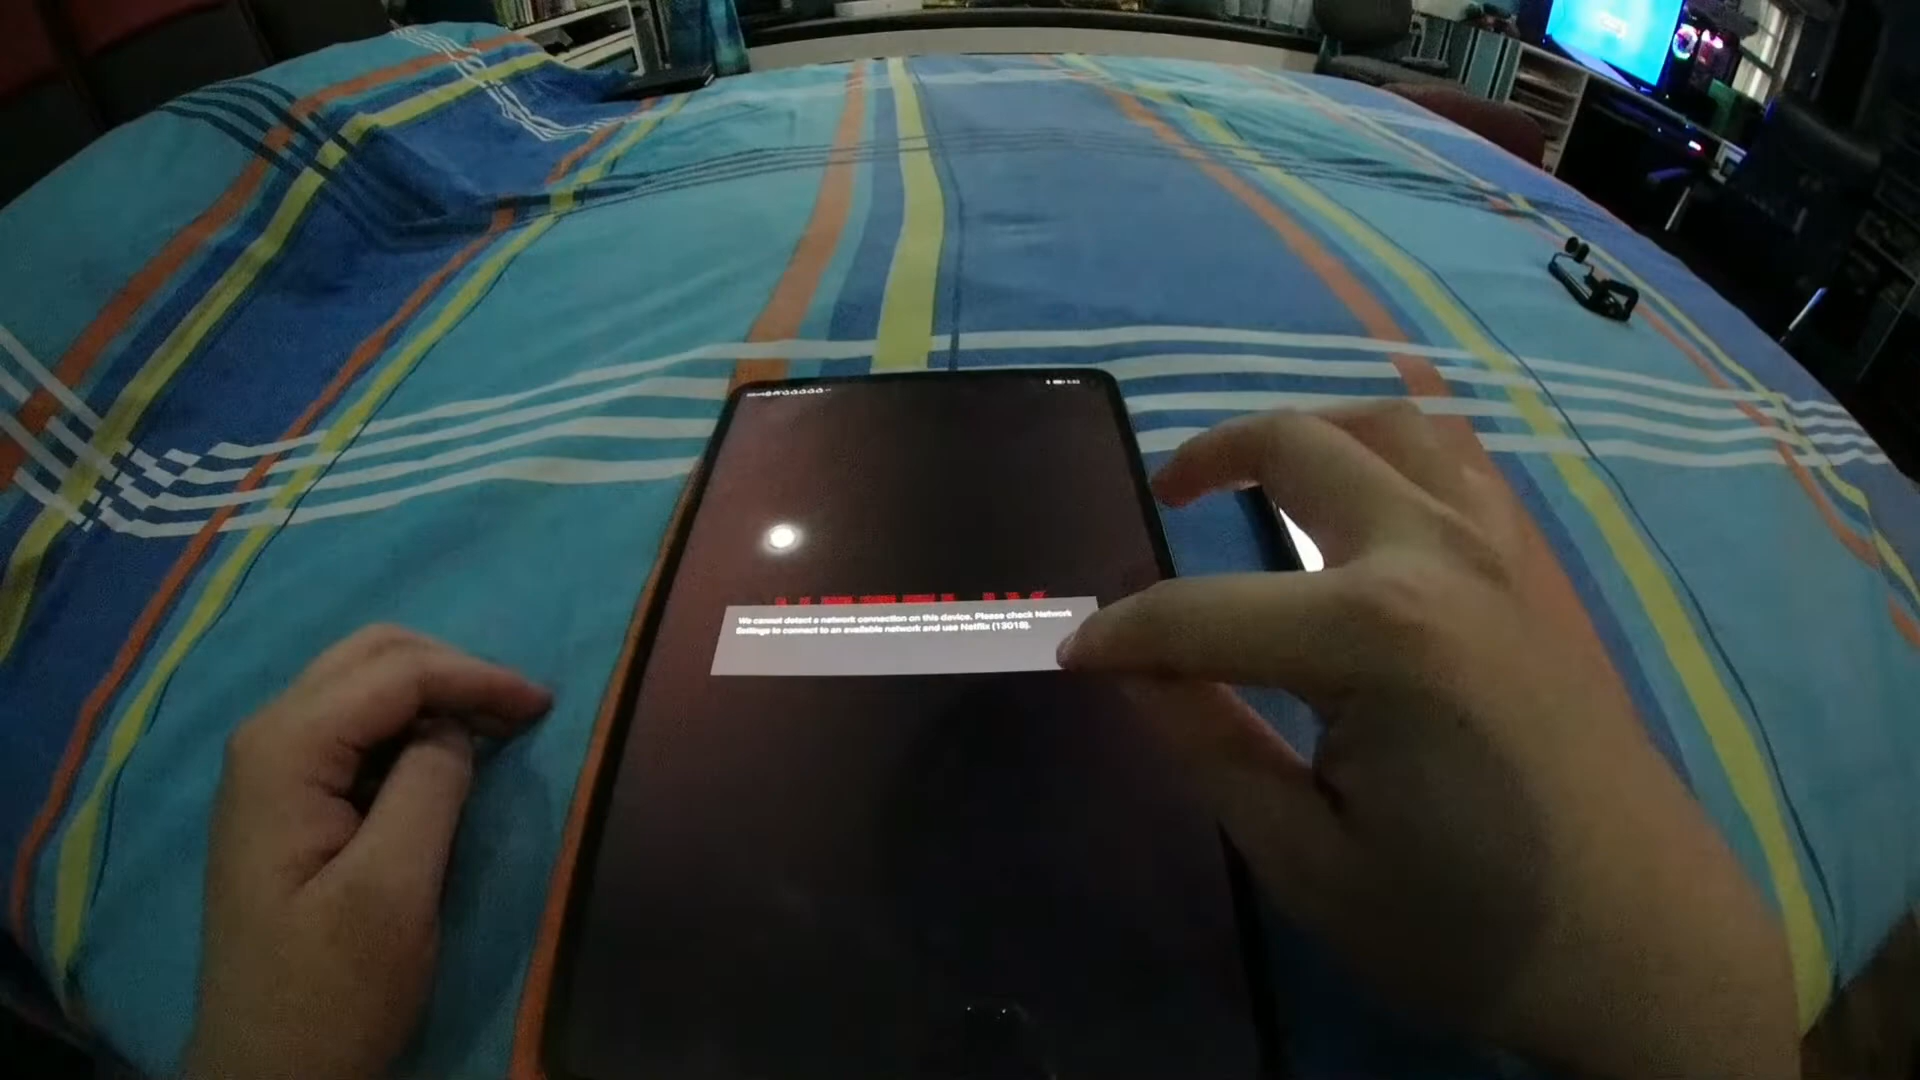 We cannot detect a network connection on this device. Please check Network
Settings to connect to an available network and use Netflix (13018).